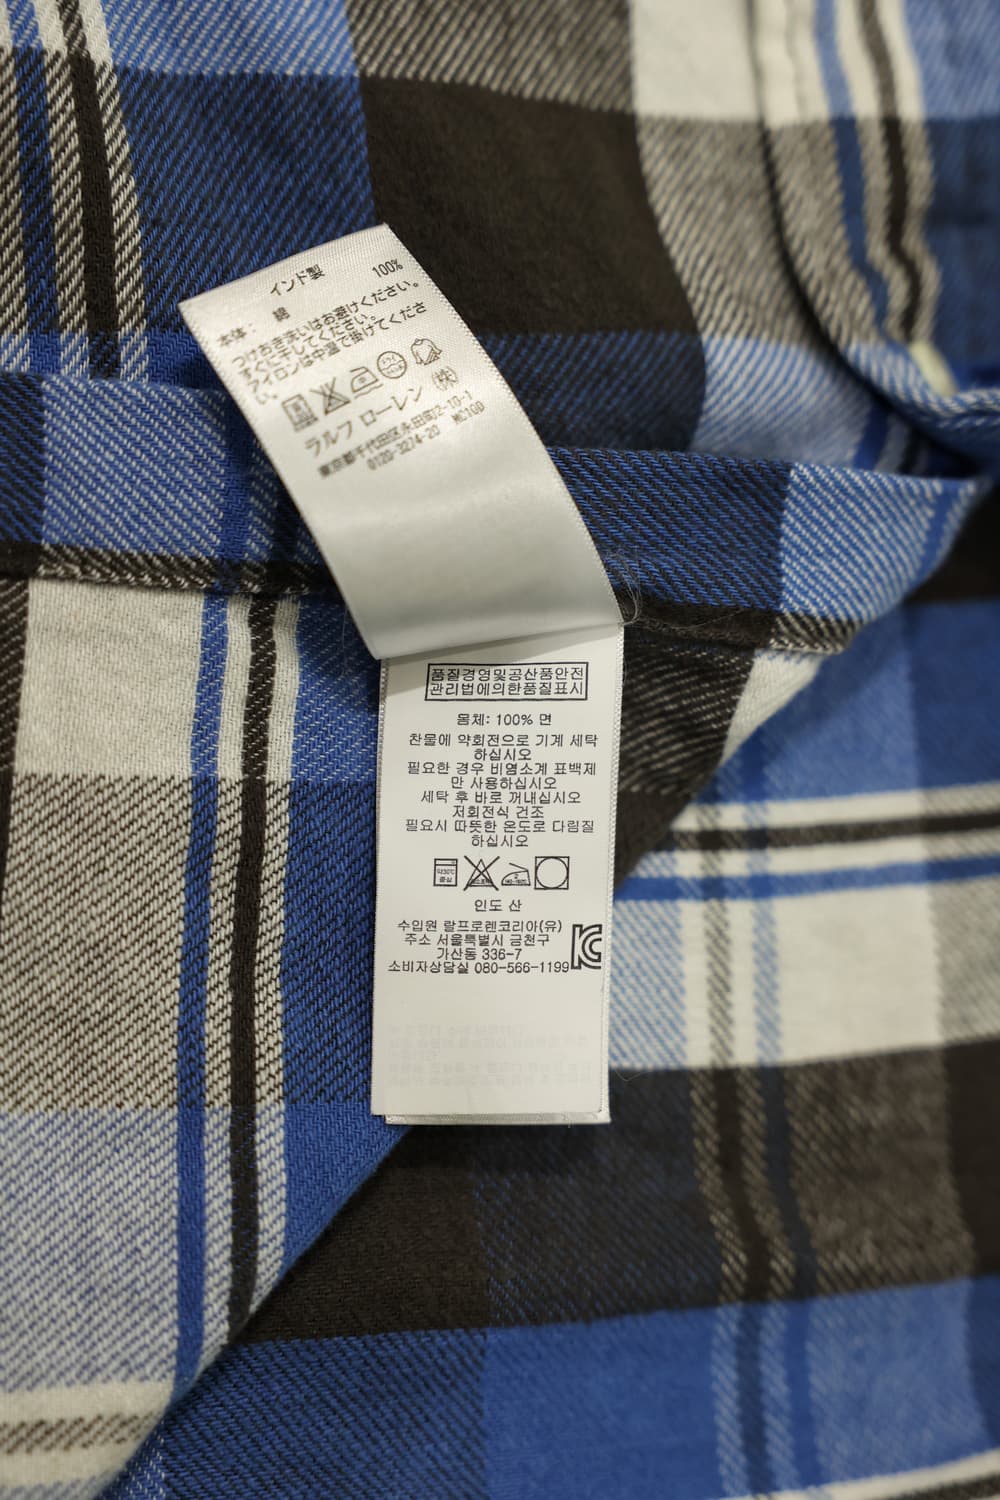 インド製
本体: 綿 100%
つけおき洗いはお避けください。
すぐに干してください。
アイロンは中温で掛けてくださ
い。
ラルフ ローレン (株)
東京都千代田区永田町2-10-1
0120-3274-20 MC100
품질경영및공산품안전
관리법에의한품질표시
몸체: 100% 면
찬물에 약회전으로 기계 세탁
하십시오
필요한 경우 비염소계 표백제
만 사용하십시오
세탁 후 바로 꺼내십시오
저회전식 건조
필요시 따뜻한 온도로 다림질
하십시오
약30℃
중성
인도 산
수입원 랄프로렌코리아(유)
주소 서울특별시 금천구
가산동 336-7
소비자상담실 080-566-1199